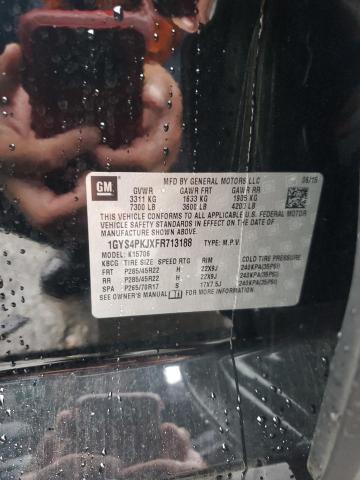 GM
MFD BY GENERAL MOTORS LLC 06/15
GVWR GAWR FRT GAWR RR
3311 KG 1633 KG 1905 KG
7300 LB 3600 LB 4200 LB
THIS VEHICLE CONFORMS TO ALL APPLICABLE U.S. FEDERAL MOTOR
VEHICLE SAFETY STANDARDS IN EFFECT ON THE DATE OF
MANUFACTURE SHOWN ABOVE.
1GYS4PKJXFR713188 TYPE: M.P.V.
MODEL: K15706
KBCG TIRE SIZE SPEED RTG RIM COLD TIRE PRESSURE
FRT P285/45R22 H 22X9J 240KPA(35PSI)
RR P285/45R22 H 22X9J 240KPA(35PSI)
SPA P265/70R17 S 17X7.5J 240KPA(35PSI)
SEE OWNER'S MANUAL